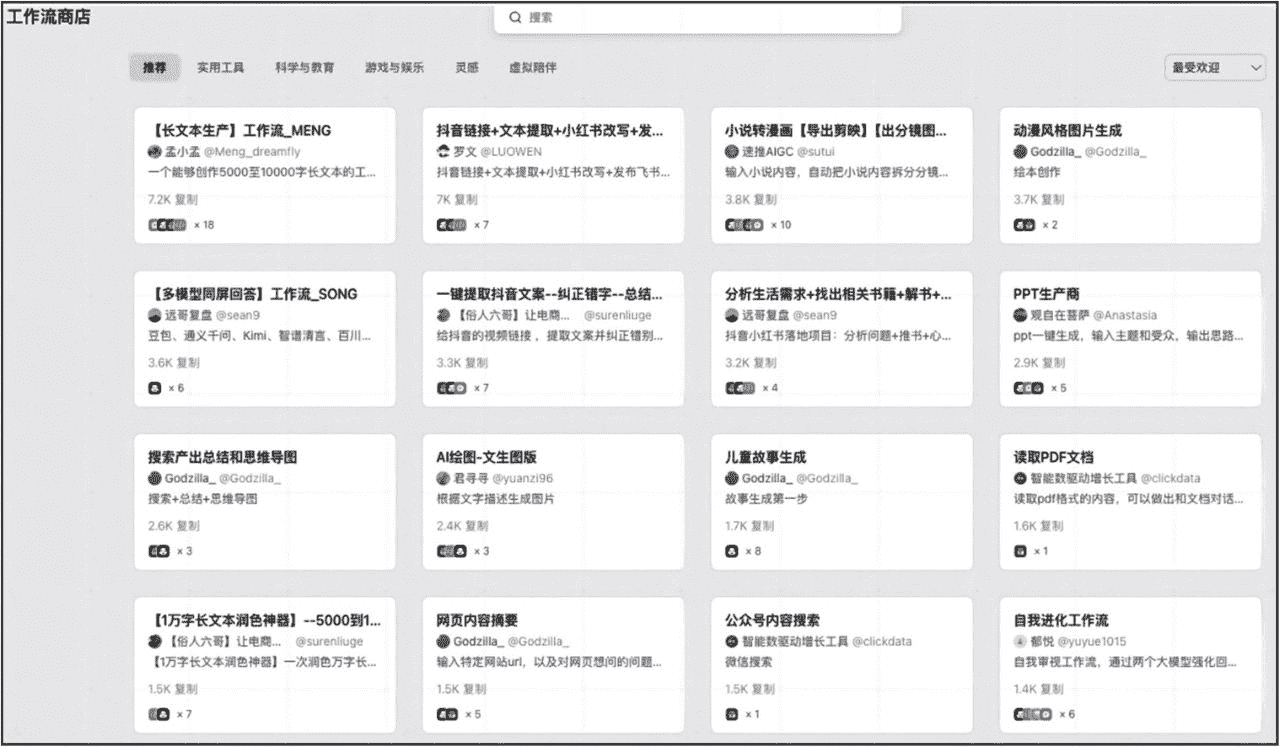 工作流商店
搜索
推荐 实用工具 科学与教育 游戏与娱乐 灵感 虚拟陪伴 最受欢迎
【长文本生产】工作流_MENG
孟小孟 @Meng_dreamfly
一个能够创作5000至10000字长文本的工...
7.2K 复制
× 18
抖音链接+文本提取+小红书改写+发...
罗文 @LUOWEN
抖音链接+文本提取+小红书改写+发布飞书...
7K 复制
× 7
小说转漫画【导出剪映】【出分镜图...
速推AIGC @sutui
输入小说内容，自动把小说内容拆分分镜...
3.8K 复制
× 10
动漫风格图片生成
Godzilla_ @Godzilla_
绘本创作
3.7K 复制
× 2
【多模型同屏回答】工作流_SONG
远哥复盘 @sean9
豆包、通义千问、Kimi、智谱清言、百川...
3.6K 复制
× 6
一键提取抖音文案--纠正错字--总结...
【俗人六哥】让电商... @surenliuge
给抖音的视频链接，提取文案并纠正错别...
3.3K 复制
× 7
分析生活需求+找出相关书籍+解书+...
远哥复盘 @sean9
抖音小红书落地项目：分析问题+推书+心...
3.2K 复制
× 4
PPT生产商
观自在菩萨 @Anastasia
ppt一键生成，输入主题和受众，输出思路...
2.9K 复制
× 5
搜索产出总结和思维导图
Godzilla_ @Godzilla_
搜索+总结+思维导图
2.6K 复制
× 3
AI绘图-文生图版
君寻寻 @yuanzi96
根据文字描述生成图片
2.4K 复制
× 3
儿童故事生成
Godzilla_ @Godzilla_
故事生成第一步
1.7K 复制
× 8
读取PDF文档
智能数驱动增长工具 @clickdata
读取pdf格式的内容，可以做出和文档对话...
1.6K 复制
× 1
【1万字长文本润色神器】--5000到1...
【俗人六哥】让电商... @surenliuge
【1万字长文本润色神器】一次润色万字长...
1.5K 复制
× 7
网页内容摘要
Godzilla_ @Godzilla_
输入特定网站url，以及对网页想问的问题...
1.5K 复制
× 5
公众号内容搜索
智能数驱动增长工具 @clickdata
微信搜索
1.5K 复制
× 1
自我进化工作流
郁悦 @yuyue1015
自我审视工作流，通过两个大模型强化回...
1.4K 复制
× 6